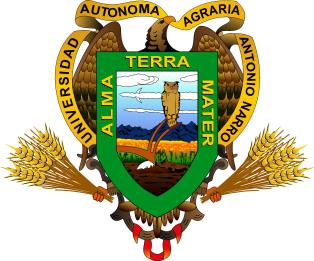 UNIVERSIDAD
AUTONOMA
AGRARIA
ANTONIO NARRO
ALMA
TERRA
MATER